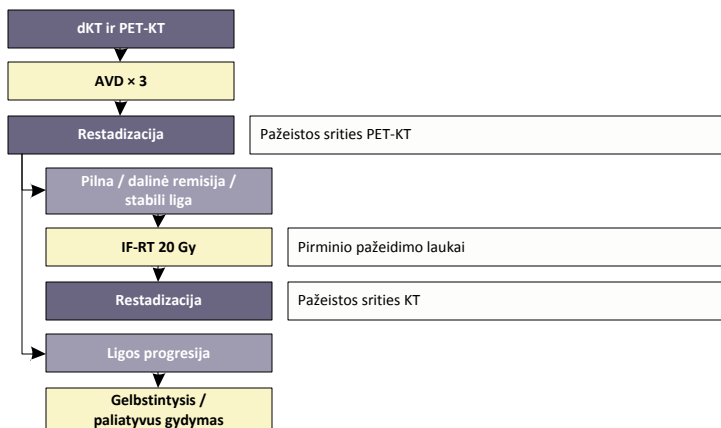 dKT ir PET-KT
AVD × 3
Restadizacija
Pažeistos srities PET-KT
Pilna / dalinė remisija /
stabili liga
IF-RT 20 Gy
Pirminio pažeidimo laukai
Restadizacija
Pažeistos srities KT
Ligos progresija
Gelbstintysis /
paliatyvus gydymas